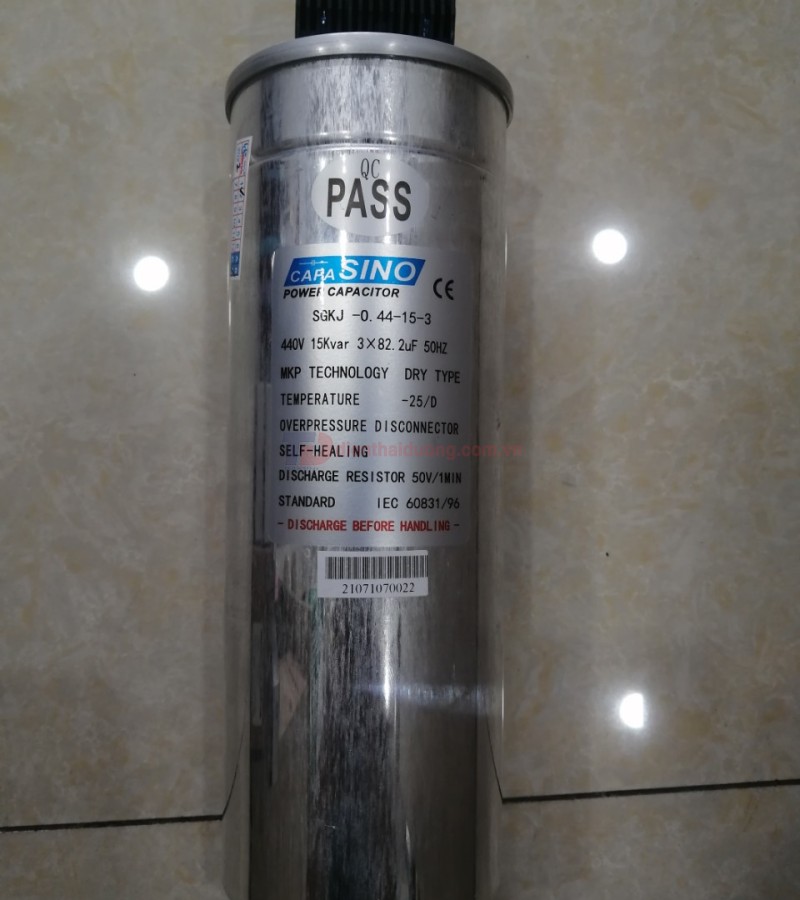 QC
PASS
CAPA SINO
POWER CAPACITOR CE
SGKJ -0.44-15-3
440V 15Kvar 3×82.2uF 50HZ
MKP TECHNOLOGY DRY TYPE
TEMPERATURE -25/D
OVERPRESSURE DISCONNECTOR
SELF-HEALING
DISCHARGE RESISTOR 50V/1MIN
STANDARD IEC 60831/96
- DISCHARGE BEFORE HANDLING -
21071070022